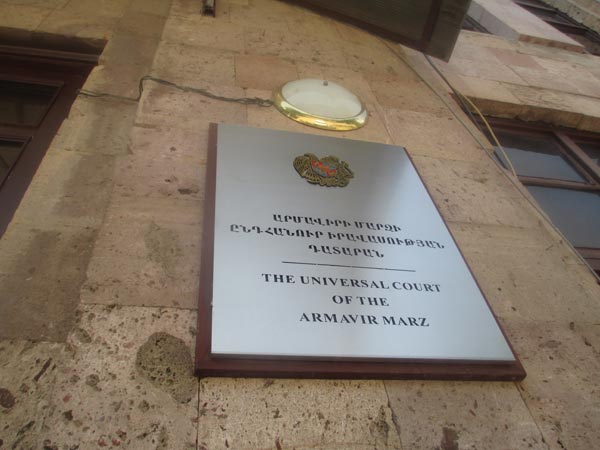 ԱՐՄԱՎԻՐԻ ՄԱՐԶԻ
ԸՆԴՀԱՆՈՒՐ ԻՐԱՎԱՍՈՒԹՅԱՆ
ԴԱՏԱՐԱՆ
THE UNIVERSAL COURT
OF THE
ARMAVIR MARZ